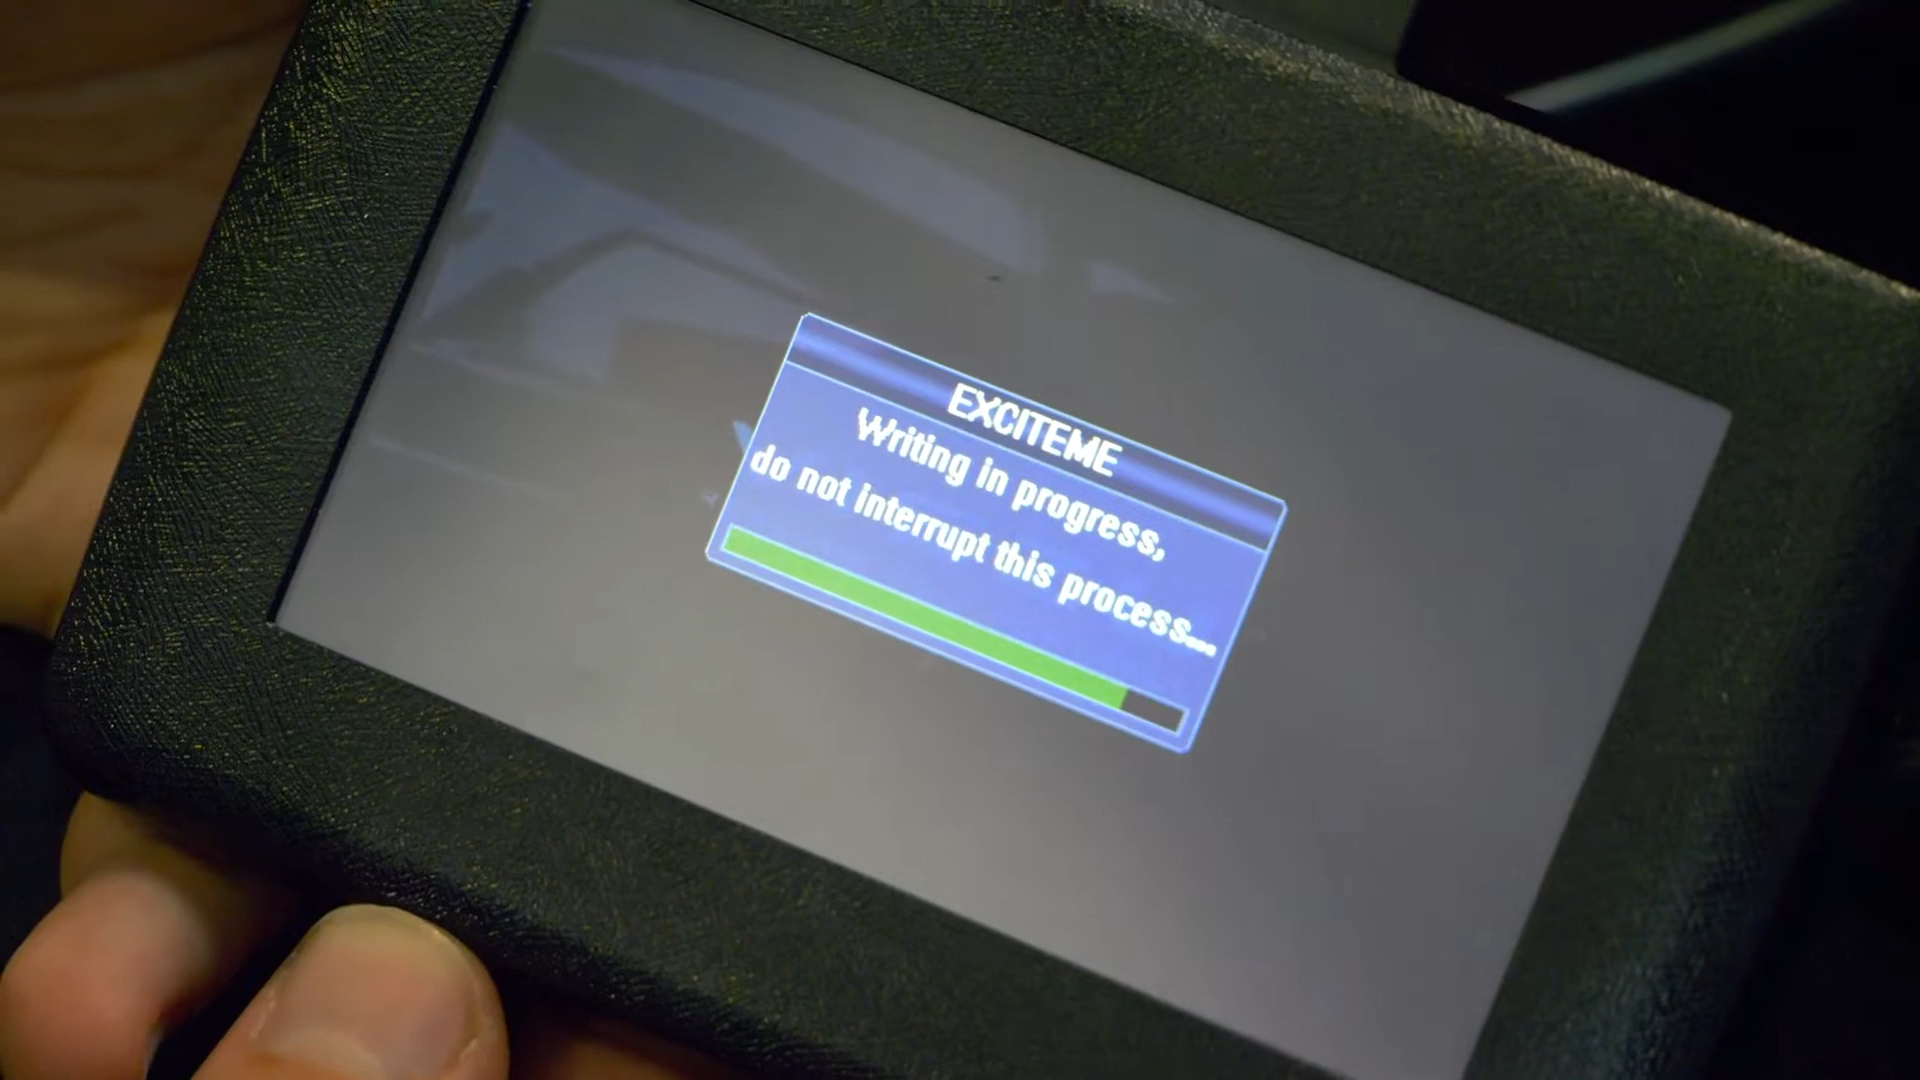 EXCITEME
Writing in progress,
do not interrupt this process...